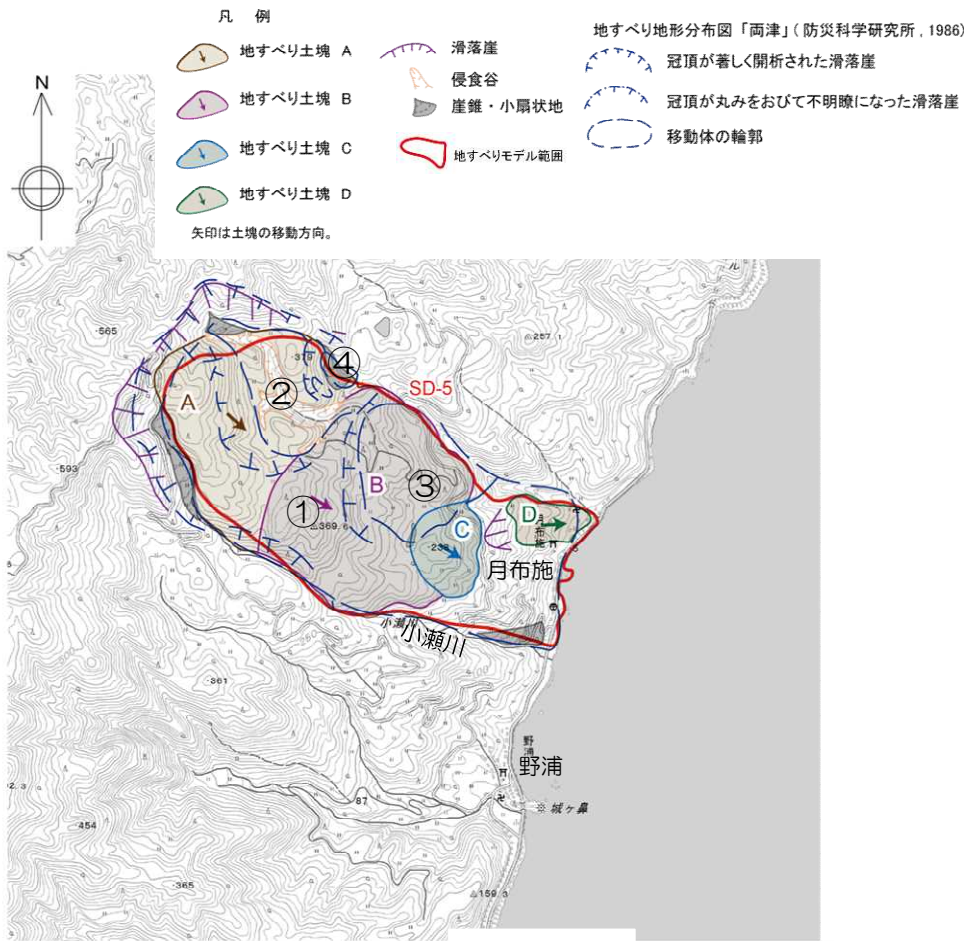 凡 例
地すべり土塊 A
地すべり土塊 B
地すべり土塊 C
地すべり土塊 D
矢印は土塊の移動方向。
滑落崖
侵食谷
崖錐・小扇状地
地すべりモデル範囲
地すべり地形分布図「両津」(防災科学研究所, 1986)
冠頂が著しく開析された滑落崖
冠頂が丸みをおびて不明瞭になった滑落崖
移動体の輪郭
N
565
257.1
379
④
②
SD-5
A
593
B
③
①
369.6
C
D
月布施
238
月布施
小瀬川
小瀬川
361
野浦
野浦
87
城ヶ鼻
454
365
159.3